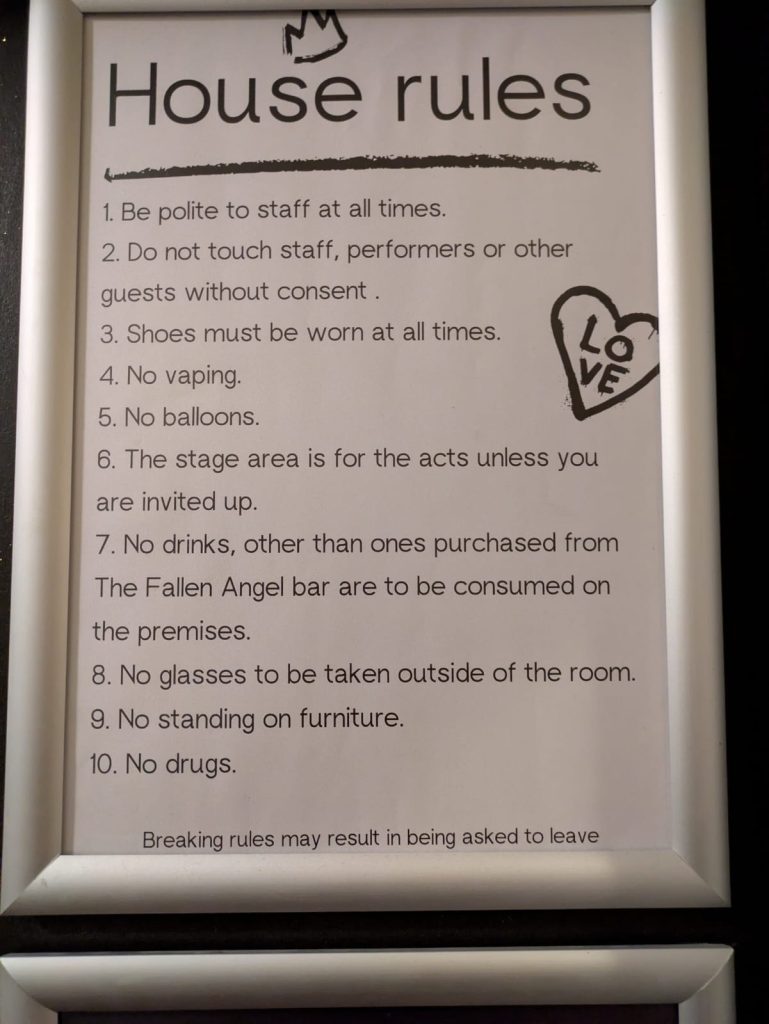 House rules
1. Be polite to staff at all times.
2. Do not touch staff, performers or other
guests without consent .
3. Shoes must be worn at all times.
LO
VE
4. No vaping.
5. No balloons.
6. The stage area is for the acts unless you
are invited up.
7. No drinks, other than ones purchased from
The Fallen Angel bar are to be consumed on
the premises.
8. No glasses to be taken outside of the room.
9. No standing on furniture.
10. No drugs.
Breaking rules may result in being asked to leave